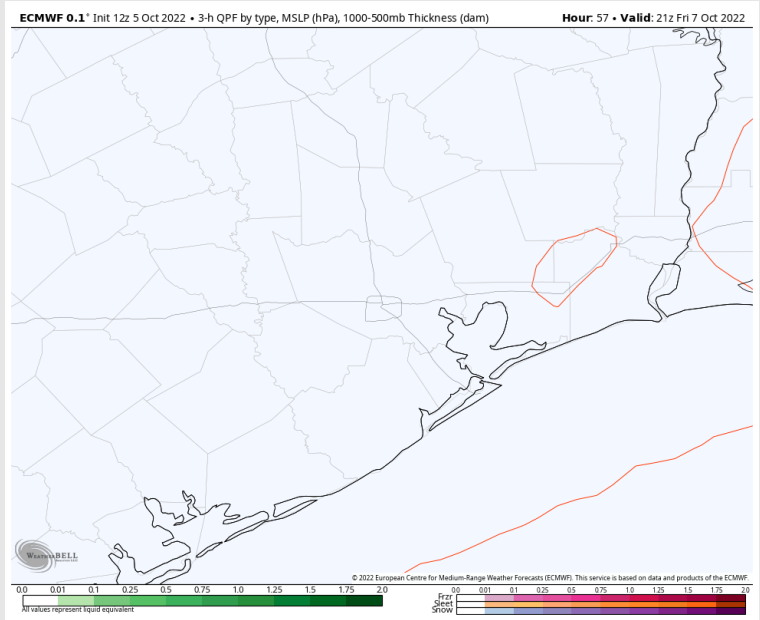 ECMWF 0.1° Init 12z 5 Oct 2022 • 3-h QPF by type, MSLP (hPa), 1000-500mb Thickness (dam) Hour: 57 • Valid: 21z Fri 7 Oct 2022
WEATHERBELL
© 2022 European Centre for Medium-Range Weather Forecasts (ECMWF). This service is based on data and products of the ECMWF.
0.0 0.01 0.1 0.25 0.5 0.75 1.0 1.25 1.5 1.75 2.0
All values represent liquid equivalent
0.0 0.01 0.1 0.25 0.5 0.75 1.0 1.25 1.5 1.75 2.0
Frzr
Sleet
Snow